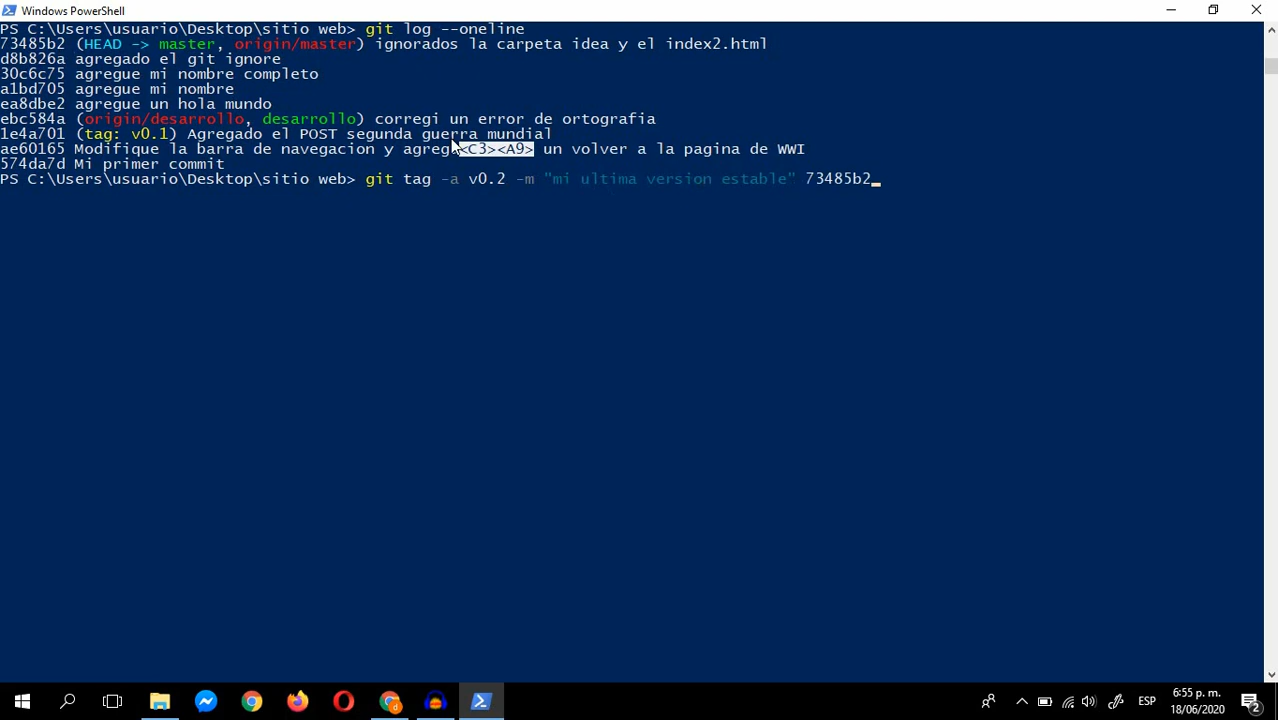 Windows PowerShell
PS C:\Users\usuario\Desktop\sitio web> git log --oneline
73485b2 (HEAD -> master, origin/master) ignorados la carpeta idea y el index2.html
d8b826a agregado el git ignore
30c6c75 agregue mi nombre completo
a1bd705 agregue mi nombre
ea8dbe2 agregue un hola mundo
ebc584a (origin/desarrollo, desarrollo) corregi un error de ortografia
1e4a701 (tag: v0.1) Agregado el POST segunda guerra mundial
ae60165 Modifique la barra de navegacion y agreg<C3><A9> un volver a la pagina de WWI
574da7d Mi primer commit
PS C:\Users\usuario\Desktop\sitio web> git tag -a v0.2 -m "mi ultima version estable" 73485b2_
ESP
6:55 p. m.
18/06/2020
2